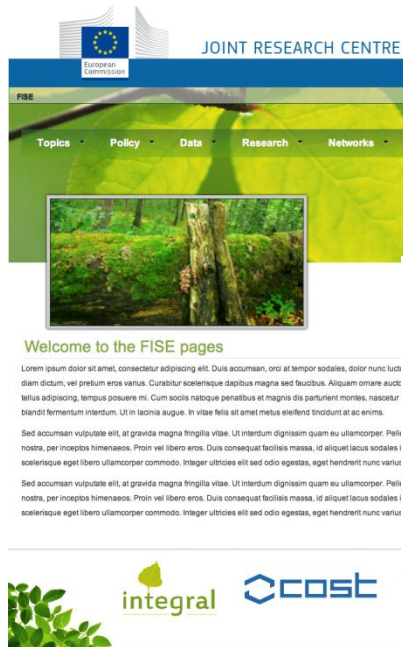 JOINT RESEARCH CENTRE
European
Commission
FISE
Topics Policy Data Research Networks
Welcome to the FISE pages
Lorem ipsum dolor sit amet, consectetur adipiscing elit. Duis accumsan, orci at tempor sodales, dolor nunc luct
diam dictum, vel pretium eros varius. Curabitur scelerisque dapibus magna sed faucibus. Aliquam ornare aucto
tellus adipiscing, tempus posuere mi. Cum sociis natoque penatibus et magnis dis parturient montes, nascetur
blandit fermentum interdum. Ut in lacinia augue. In vitae felis sit amet metus eleifend tincidunt at ac enims.
Sed accumsan vulputate elit, at gravida magna fringilla vitae. Ut interdum dignissim quam eu ullamcorper. Pelle
nostra, per inceptos himenaeos. Proin vel libero eros. Duis consequat facilisis massa, id aliquet lacus sodales i
scelerisque eget libero ullamcorper commodo. Integer ultricies elit sed odio egestas, eget hendrerit nunc varius
Sed accumsan vulputate elit, at gravida magna fringilla vitae. Ut interdum dignissim quam eu ullamcorper. Pelle
nostra, per inceptos himenaeos. Proin vel libero eros. Duis consequat facilisis massa, id aliquet lacus sodales i
scelerisque eget libero ullamcorper commodo. Integer ultricies elit sed odio egestas, eget hendrerit nunc varius
integral cost